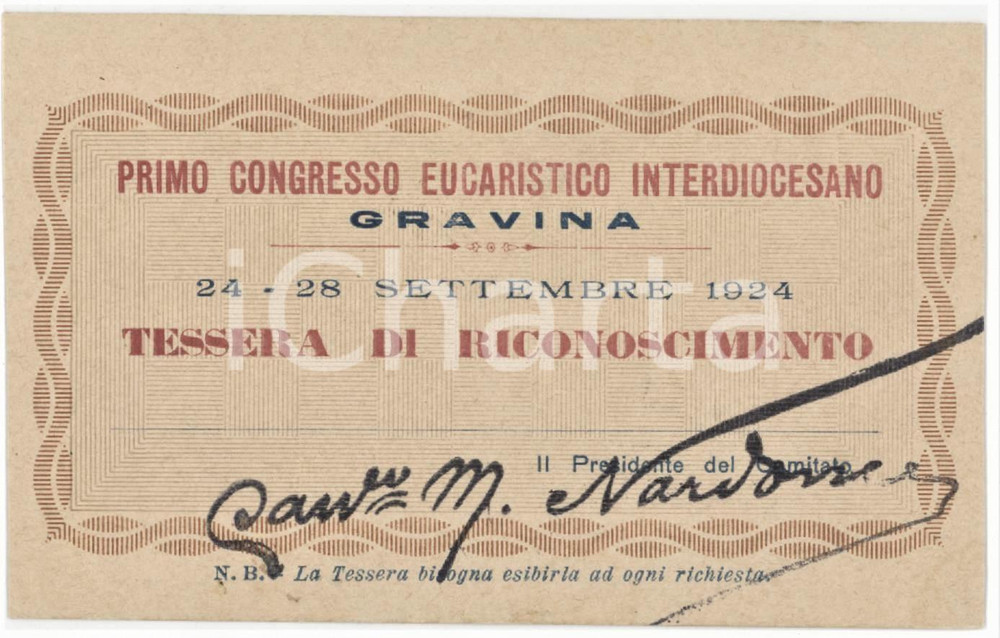 PRIMO CONGRESSO EUCARISTICO INTERDIOCESANO
GRAVINA
24 - 28 SETTEMBRE 1924
iCharta
TESSERA DI RICONOSCIMENTO
Il Presidente del Comitato
M. Nardone
N. B. - La Tessera bisogna esibirla ad ogni richiesta.